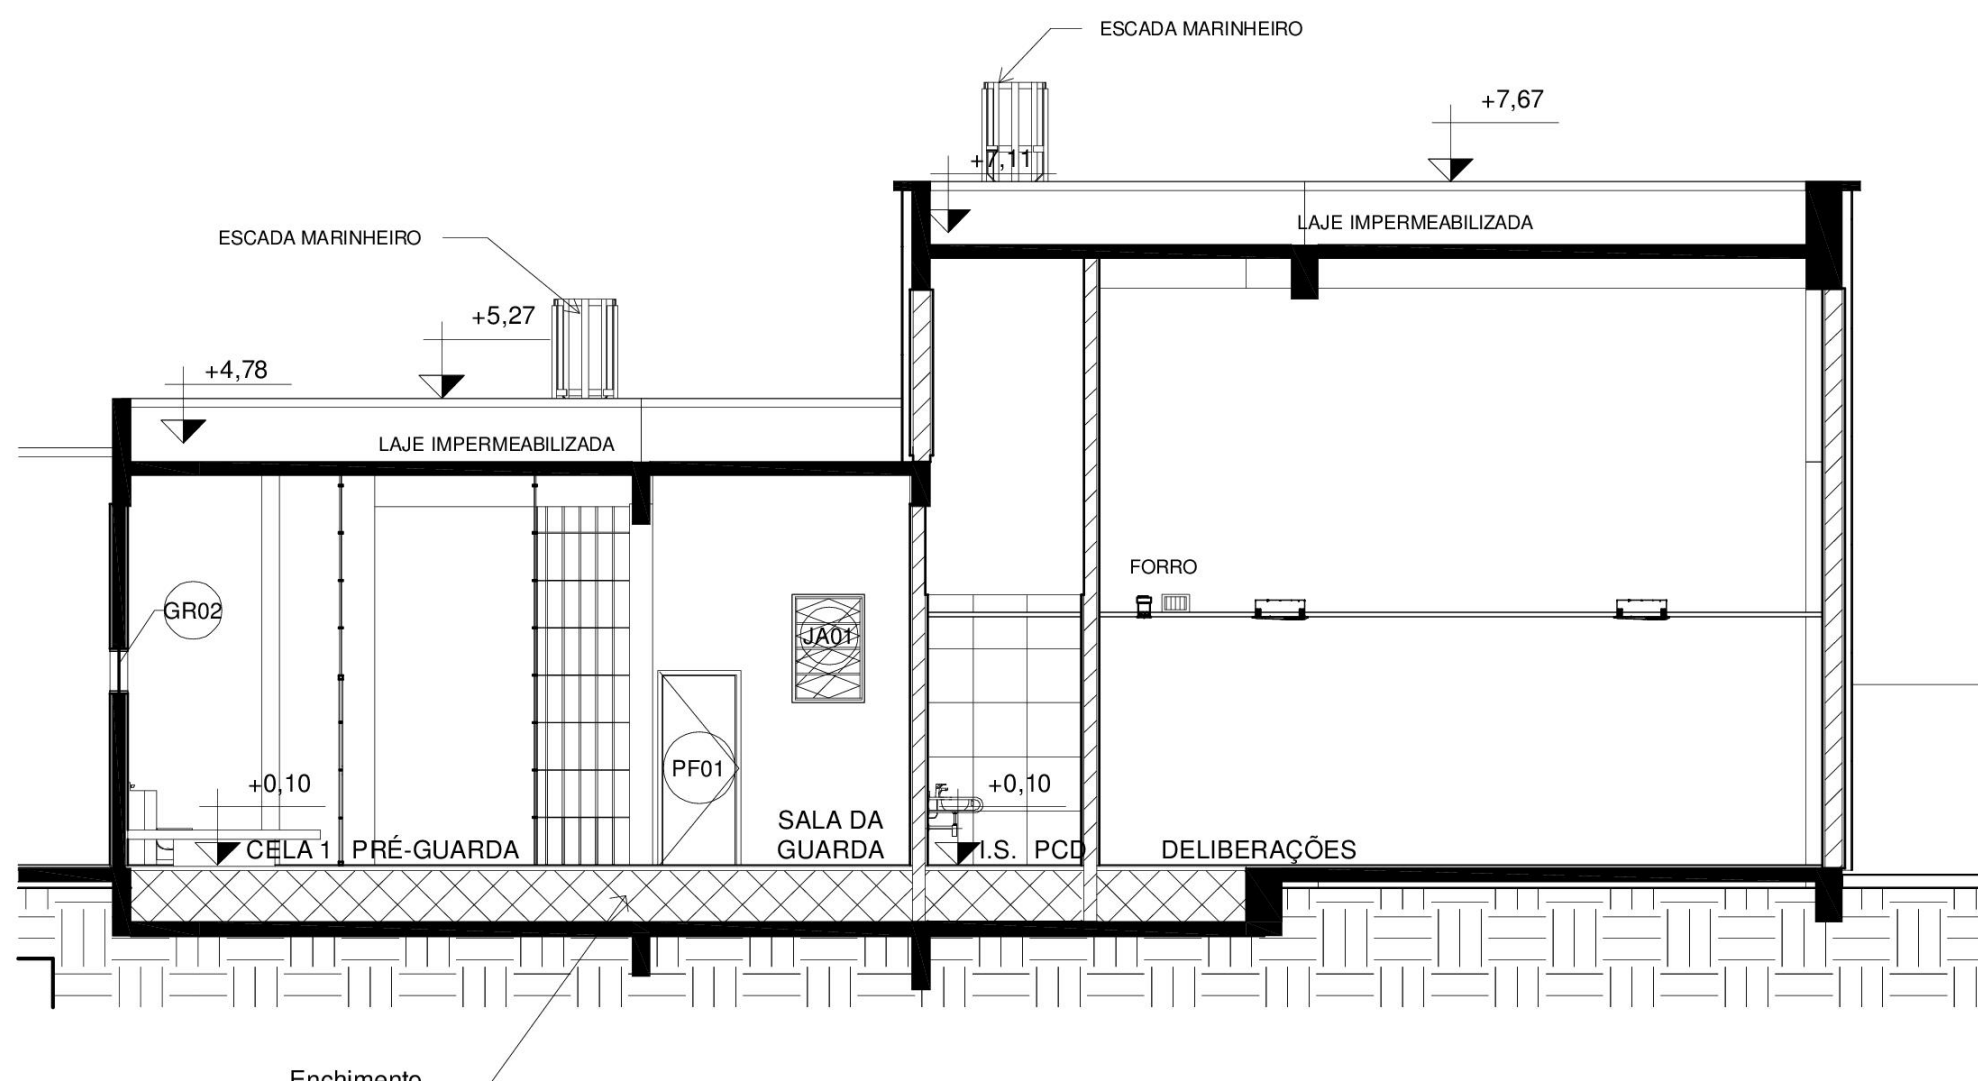 ESCADA MARINHEIRO
+7,67
+7,11
LAJE IMPERMEABILIZADA
ESCADA MARINHEIRO
+5,27
+4,78
LAJE IMPERMEABILIZADA
FORRO
GR02
JA01
PF01
+0,10
+0,10
SALA DA
GUARDA
CELA 1
PRÉ-GUARDA
I.S. PCD
DELIBERAÇÕES
Enchimento